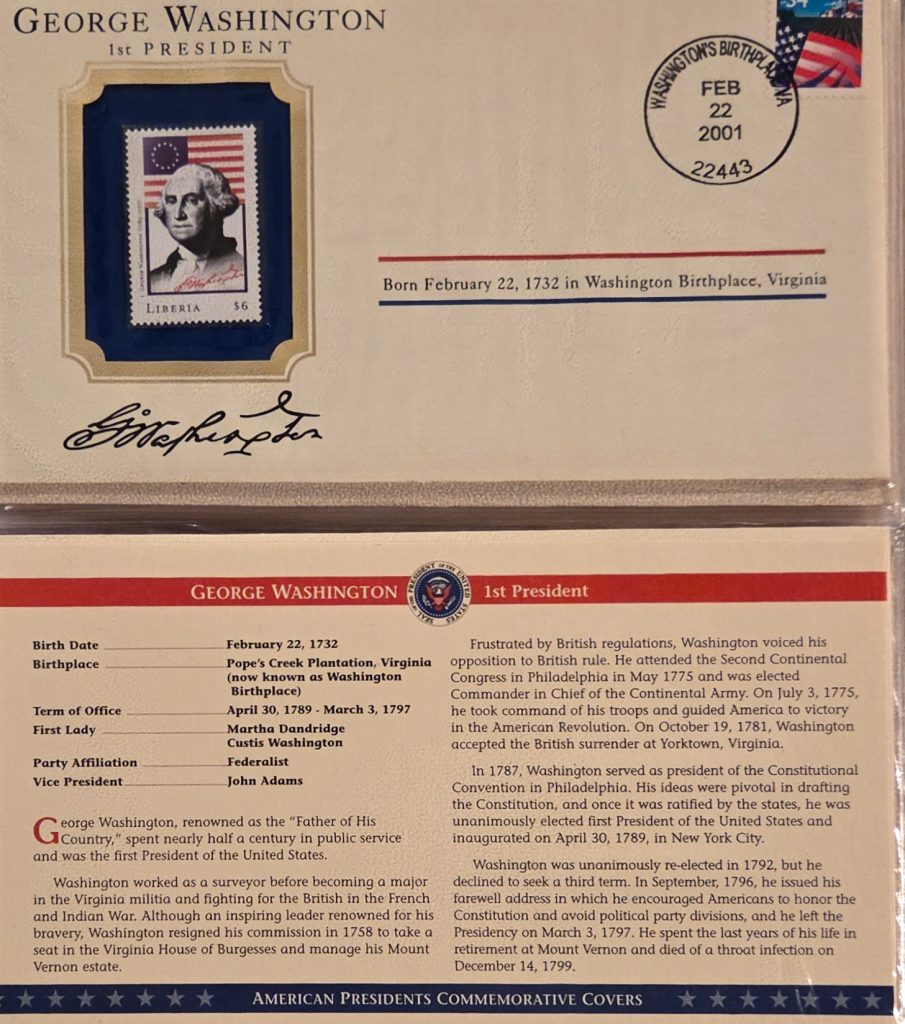 GEORGE WASHINGTON
1st PRESIDENT
34
WASHINGTON'S BIRTHPLACE VA
FEB
22
2001
22443
G Washington
LIBERIA $6
Born February 22, 1732 in Washington Birthplace, Virginia
G Washington
GEORGE WASHINGTON
SEAL OF THE PRESIDENT OF THE UNITED STATES
1st President
Birth Date February 22, 1732
Birthplace Pope's Creek Plantation, Virginia
(now known as Washington
Birthplace)
Term of Office April 30, 1789 - March 3, 1797
First Lady Martha Dandridge
Custis Washington
Party Affiliation Federalist
Vice President John Adams
George Washington, renowned as the "Father of His
Country," spent nearly half a century in public service
and was the first President of the United States.
Washington worked as a surveyor before becoming a major
in the Virginia militia and fighting for the British in the French
and Indian War. Although an inspiring leader renowned for his
bravery, Washington resigned his commission in 1758 to take a
seat in the Virginia House of Burgesses and manage his Mount
Vernon estate.
Frustrated by British regulations, Washington voiced his
opposition to British rule. He attended the Second Continental
Congress in Philadelphia in May 1775 and was elected
Commander in Chief of the Continental Army. On July 3, 1775,
he took command of his troops and guided America to victory
in the American Revolution. On October 19, 1781, Washington
accepted the British surrender at Yorktown, Virginia.
In 1787, Washington served as president of the Constitutional
Convention in Philadelphia. His ideas were pivotal in drafting
the Constitution, and once it was ratified by the states, he was
unanimously elected first President of the United States and
inaugurated on April 30, 1789, in New York City.
Washington was unanimously re-elected in 1792, but he
declined to seek a third term. In September, 1796, he issued his
farewell address in which he encouraged Americans to honor the
Constitution and avoid political party divisions, and he left the
Presidency on March 3, 1797. He spent the last years of his life in
retirement at Mount Vernon and died of a throat infection on
December 14, 1799.
AMERICAN PRESIDENTS COMMEMORATIVE COVERS